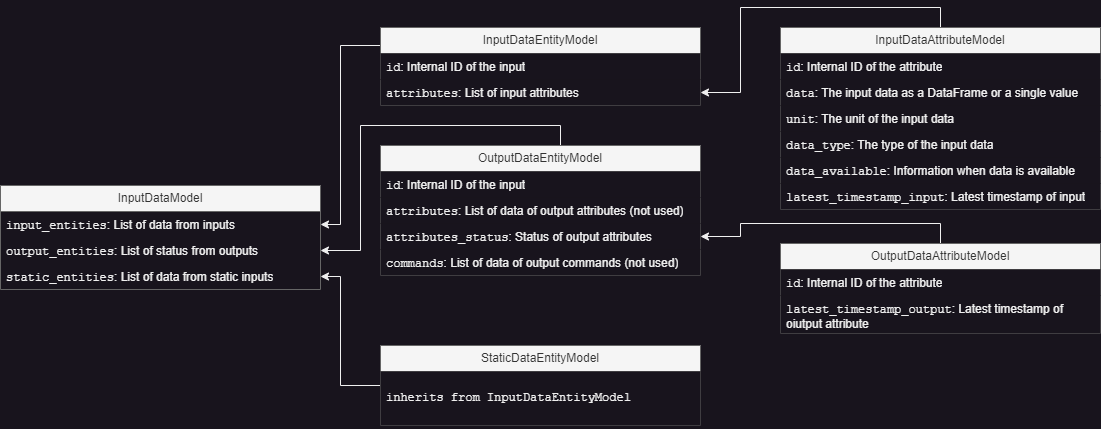 InputDataModel
input_entities: List of data from inputs
output_entities: List of status from outputs
static_entities: List of data from static inputs
InputDataEntityModel
id: Internal ID of the input
attributes: List of input attributes
OutputDataEntityModel
id: Internal ID of the input
attributes: List of data of output attributes (not used)
attributes_status: Status of output attributes
commands: List of data of output commands (not used)
StaticDataEntityModel
inherits from InputDataEntityModel
InputDataAttributeModel
id: Internal ID of the attribute
data: The input data as a DataFrame or a single value
unit: The unit of the input data
data_type: The type of the input data
data_available: Information when data is available
latest_timestamp_input: Latest timestamp of input
OutputDataAttributeModel
id: Internal ID of the attribute
latest_timestamp_output: Latest timestamp of
oiutput attribute